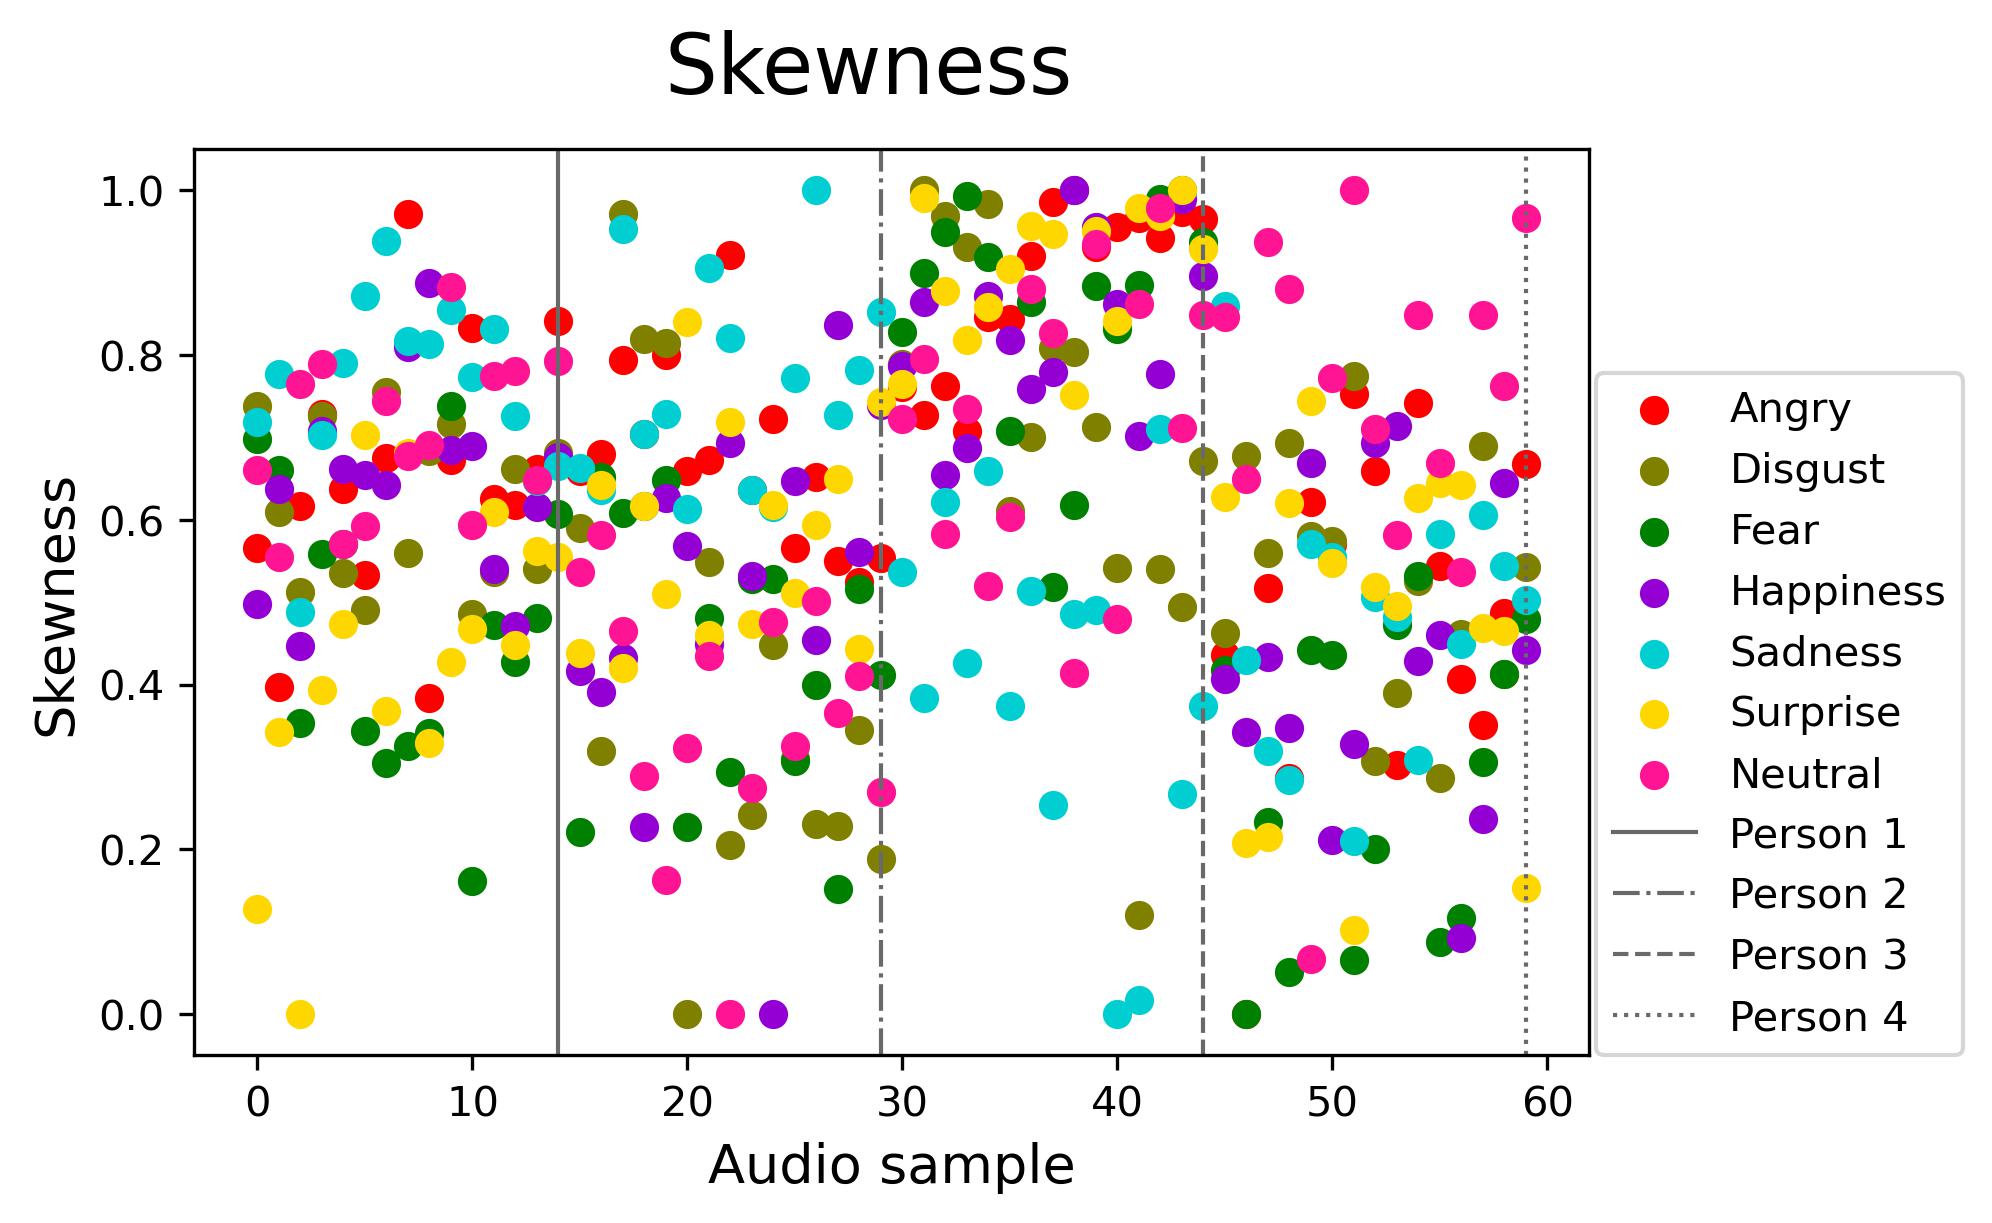 Skewness
Skewness
1.0
0.8
0.6
0.4
0.2
0.0
0 10 20 30 40 50 60
Audio sample
Angry
Disgust
Fear
Happiness
Sadness
Surprise
Neutral
Person 1
Person 2
Person 3
Person 4